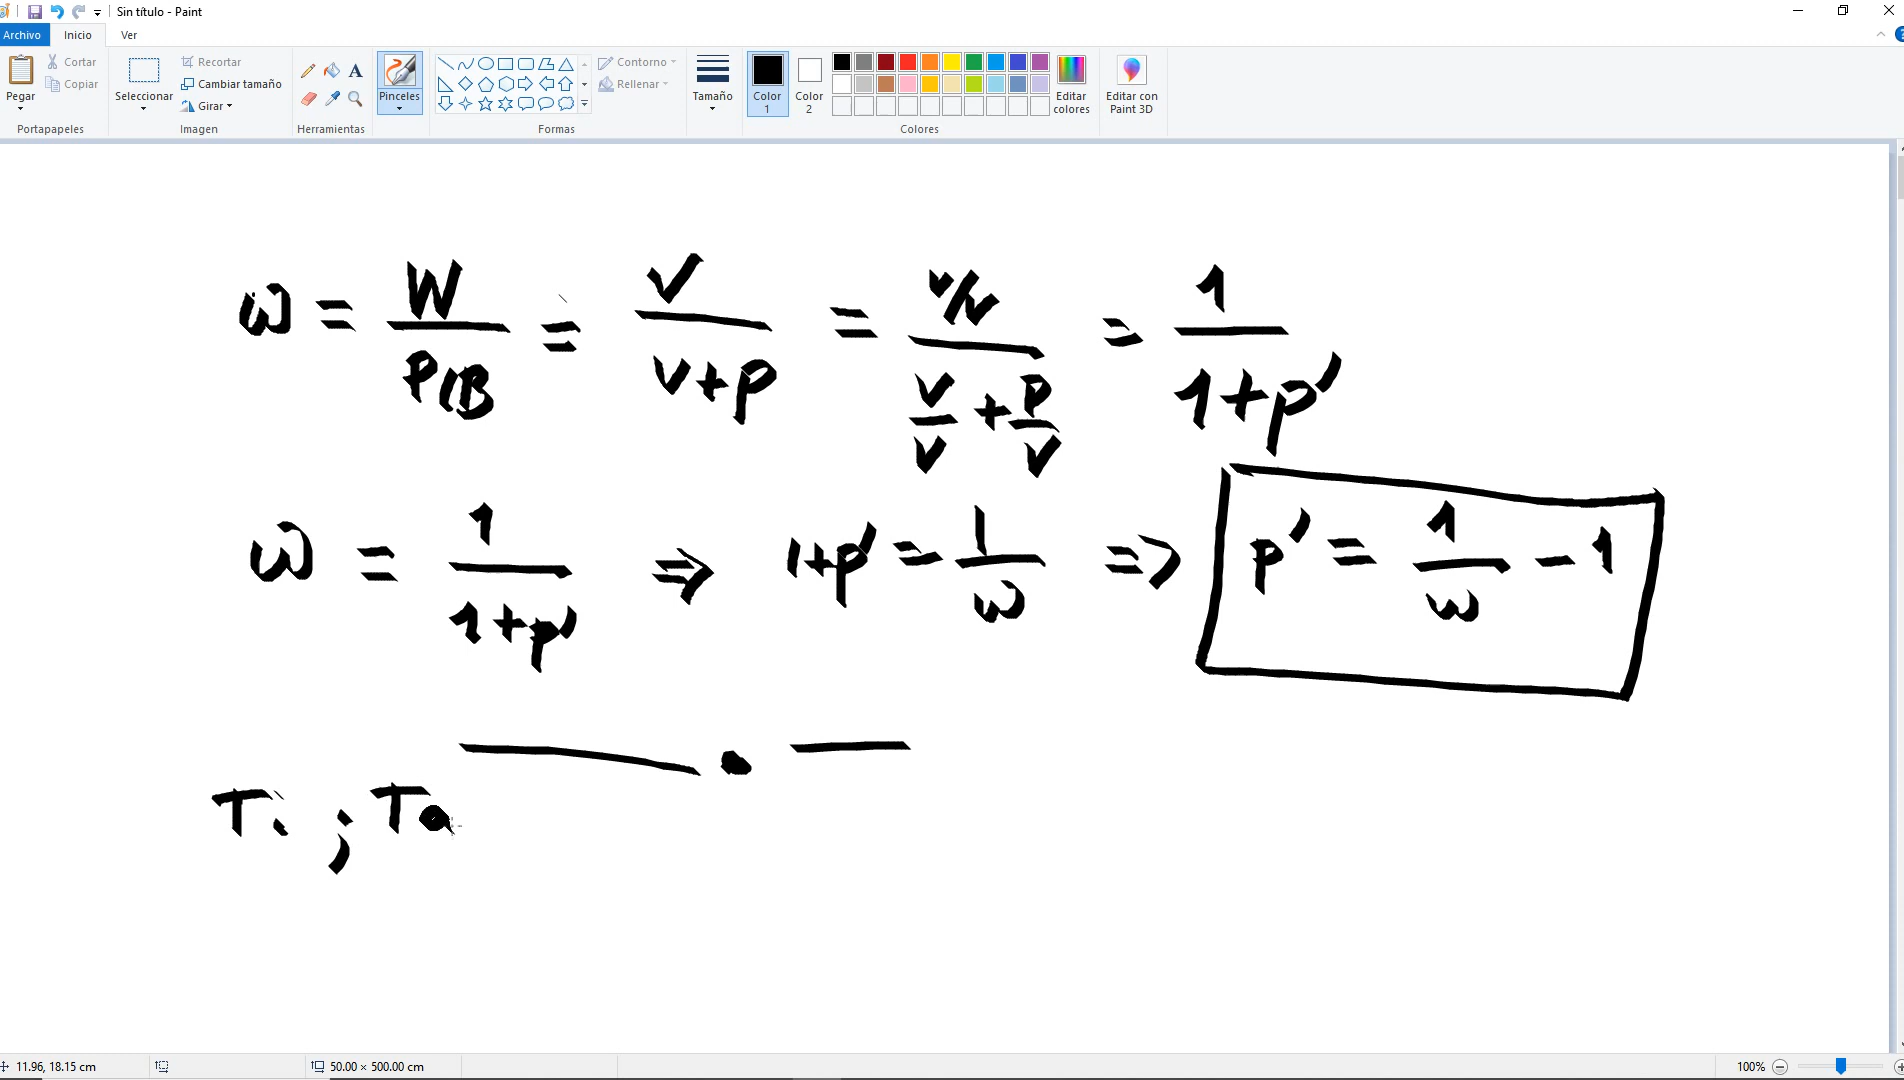 Sin título - Paint
Archivo Inicio Ver
Pegar
Cortar
Copiar
Portapapeles
Seleccionar
Recortar
Cambiar tamaño
Girar
Imagen
Herramientas
Pinceles
Contorno
Rellenar
Formas
Tamaño
Color 1
Color 2
Editar colores
Colores
Editar con Paint 3D
ω = W/PIB = V/(V+P) = (V/V)/(V/V + P/V) = 1/(1+p')
ω = 1/(1+p') => 1+p' = 1/ω => p' = 1/ω - 1
Ti ; Ta
11.96, 18.15 cm 50.00 × 500.00 cm 100%